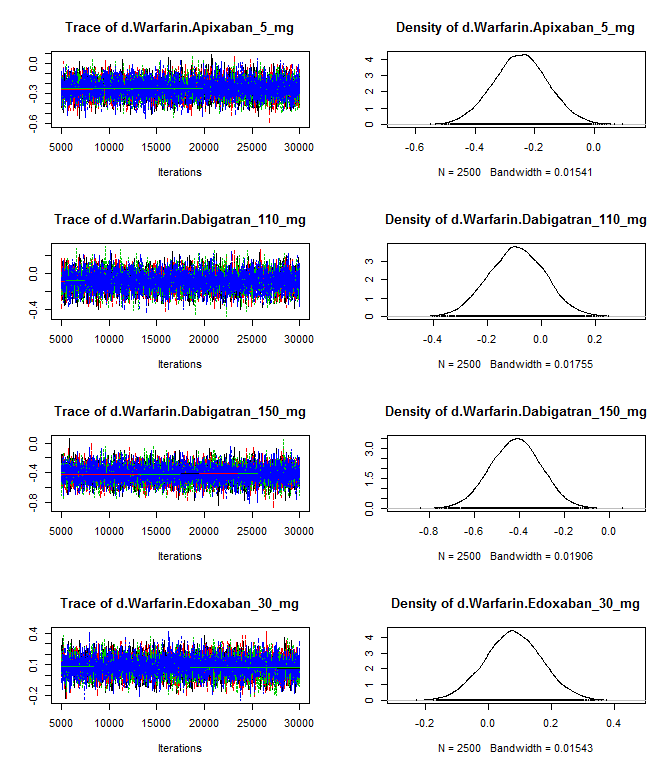 Trace of d.Warfarin.Apixaban_5_mg
0.0
-0.3
-0.6
5000 10000 15000 20000 25000 30000
Iterations
Density of d.Warfarin.Apixaban_5_mg
4
3
2
1
0
-0.6 -0.4 -0.2 0.0
N = 2500 Bandwidth = 0.01541
Trace of d.Warfarin.Dabigatran_110_mg
0.0
-0.4
5000 10000 15000 20000 25000 30000
Iterations
Density of d.Warfarin.Dabigatran_110_mg
3
2
1
0
-0.4 -0.2 0.0 0.2
N = 2500 Bandwidth = 0.01755
Trace of d.Warfarin.Dabigatran_150_mg
0.0
-0.4
-0.8
5000 10000 15000 20000 25000 30000
Iterations
Density of d.Warfarin.Dabigatran_150_mg
3.0
1.5
0.0
-0.8 -0.6 -0.4 -0.2 0.0
N = 2500 Bandwidth = 0.01906
Trace of d.Warfarin.Edoxaban_30_mg
0.4
0.1
-0.2
5000 10000 15000 20000 25000 30000
Iterations
Density of d.Warfarin.Edoxaban_30_mg
4
3
2
1
0
-0.2 0.0 0.2 0.4
N = 2500 Bandwidth = 0.01543